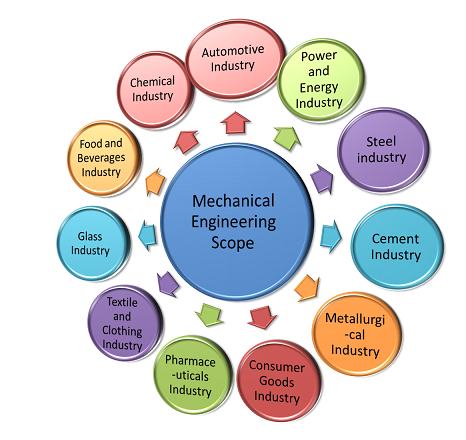 Automotive
Industry
Power
and
Energy
Industry
Steel
industry
Cement
Industry
Metallurgi
-cal
Industry
Consumer
Goods
Industry
Pharmace
-uticals
Industry
Textile
and
Clothing
Industry
Glass
Industry
Food and
Beverages
Industry
Chemical
Industry
Mechanical
Engineering
Scope